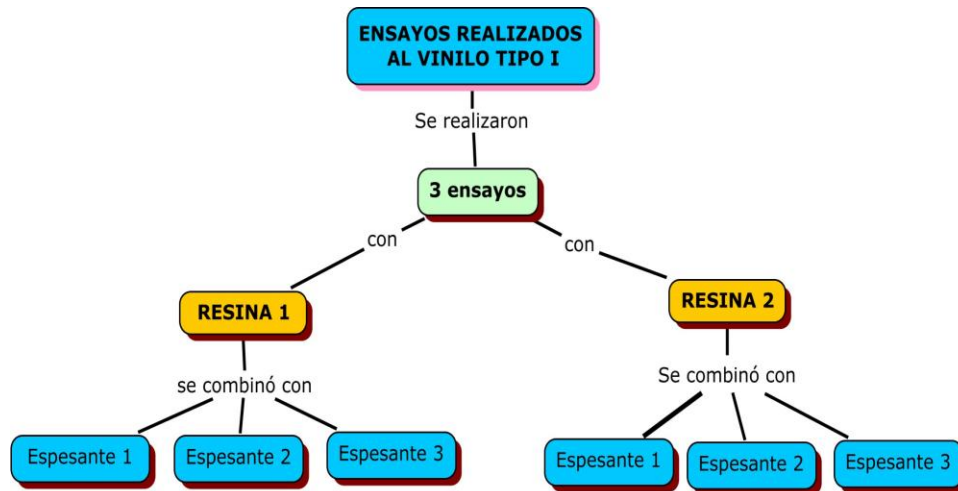 ENSAYOS REALIZADOS
AL VINILO TIPO I
Se realizaron
3 ensayos
con
con
RESINA 1
RESINA 2
se combinó con
Se combinó con
Espesante 1
Espesante 2
Espesante 3
Espesante 1
Espesante 2
Espesante 3